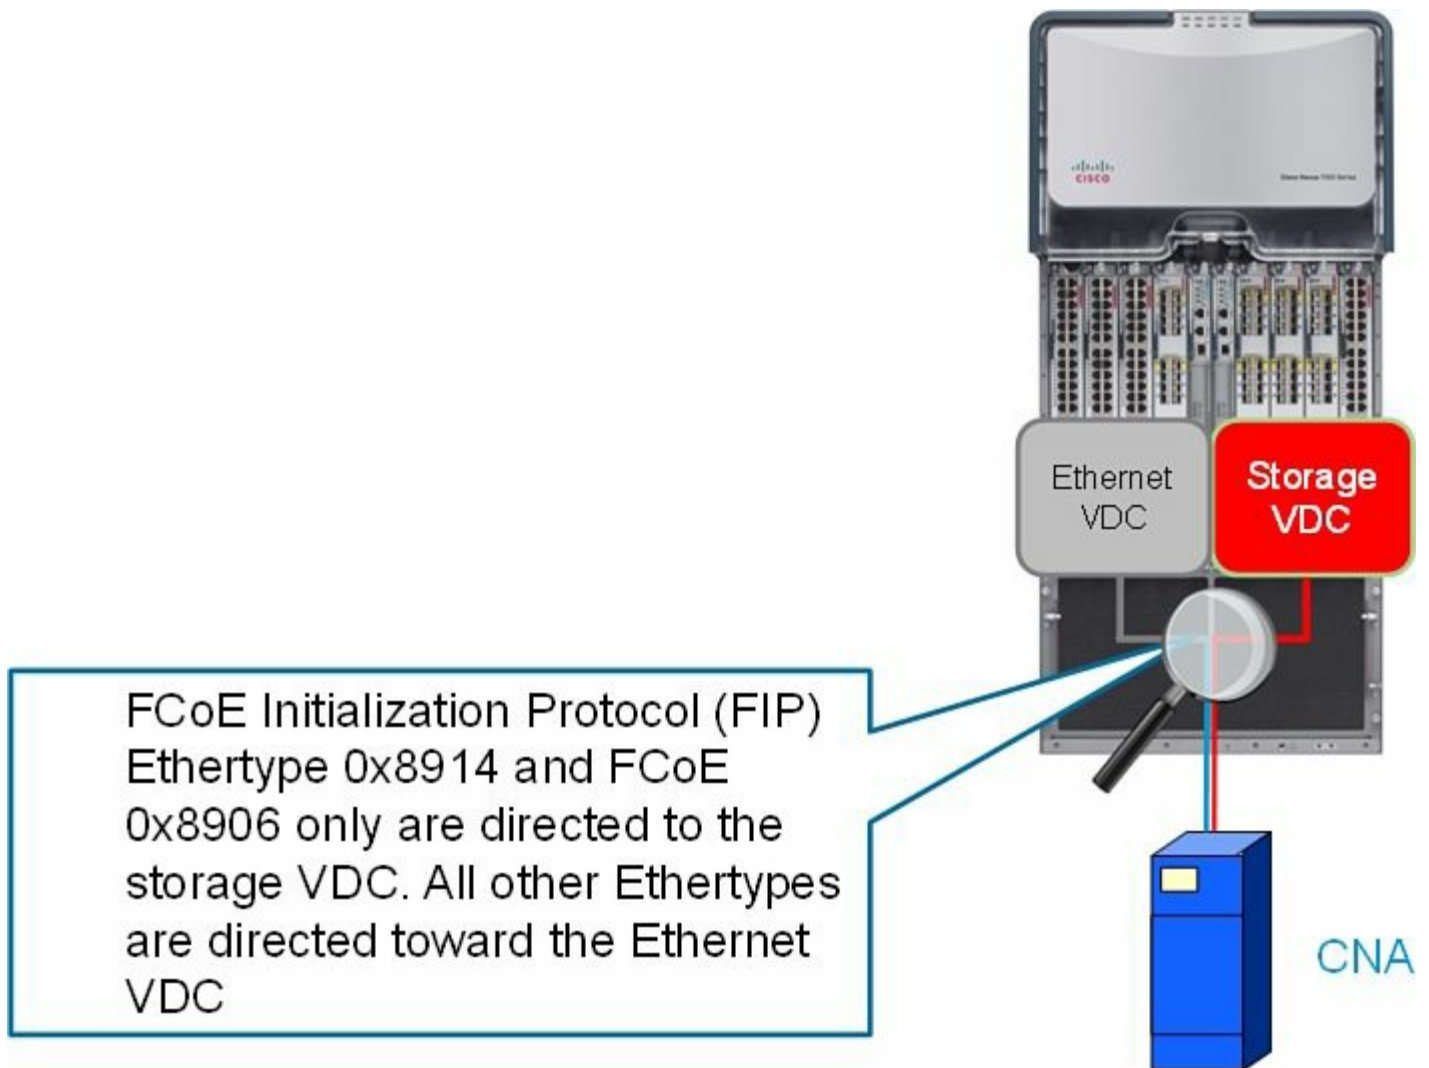 CISCO
Ethernet
VDC
Storage
VDC
FCoE Initialization Protocol (FIP)
Ethertype 0x8914 and FCoE
0x8906 only are directed to the
storage VDC. All other Ethertypes
are directed toward the Ethernet
VDC
CNA